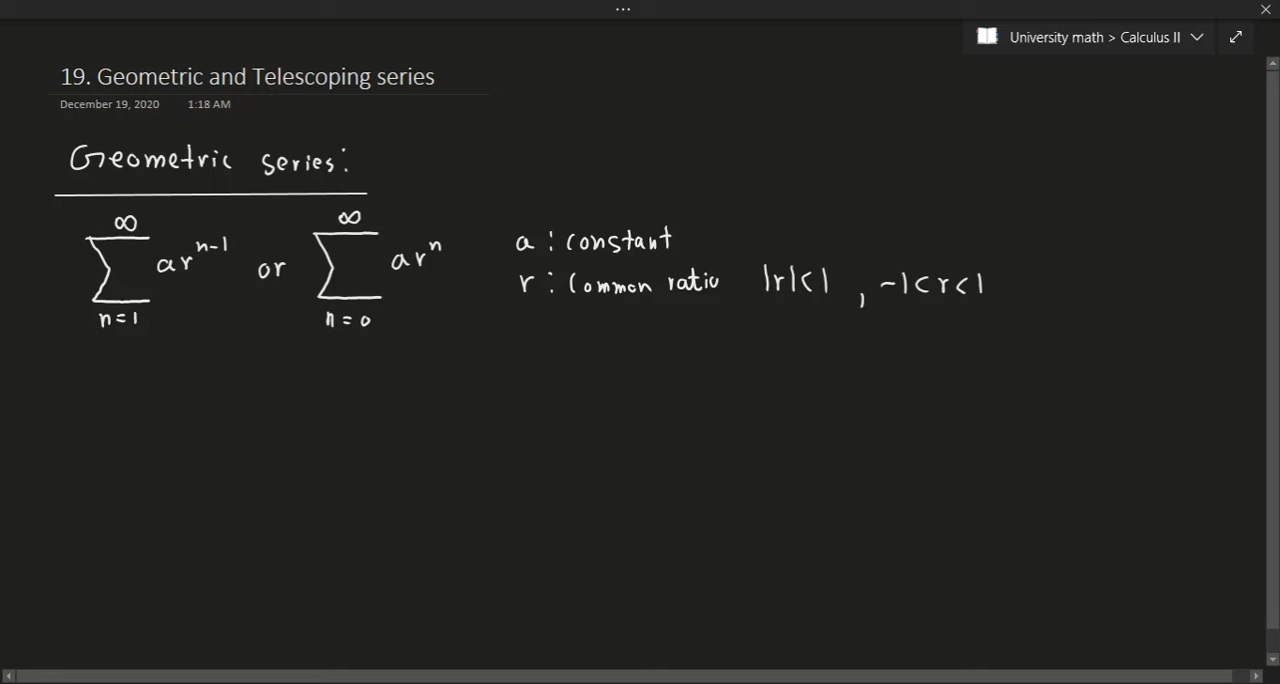 ...
University math > Calculus II
19. Geometric and Telescoping series
December 19, 2020 1:18 AM
Geometric series:
∞ ∞
∑ ar^{n-1} or ∑ ar^n a : constant
n=1 n=0 r : common ratio |r|<1 , -1<r<1